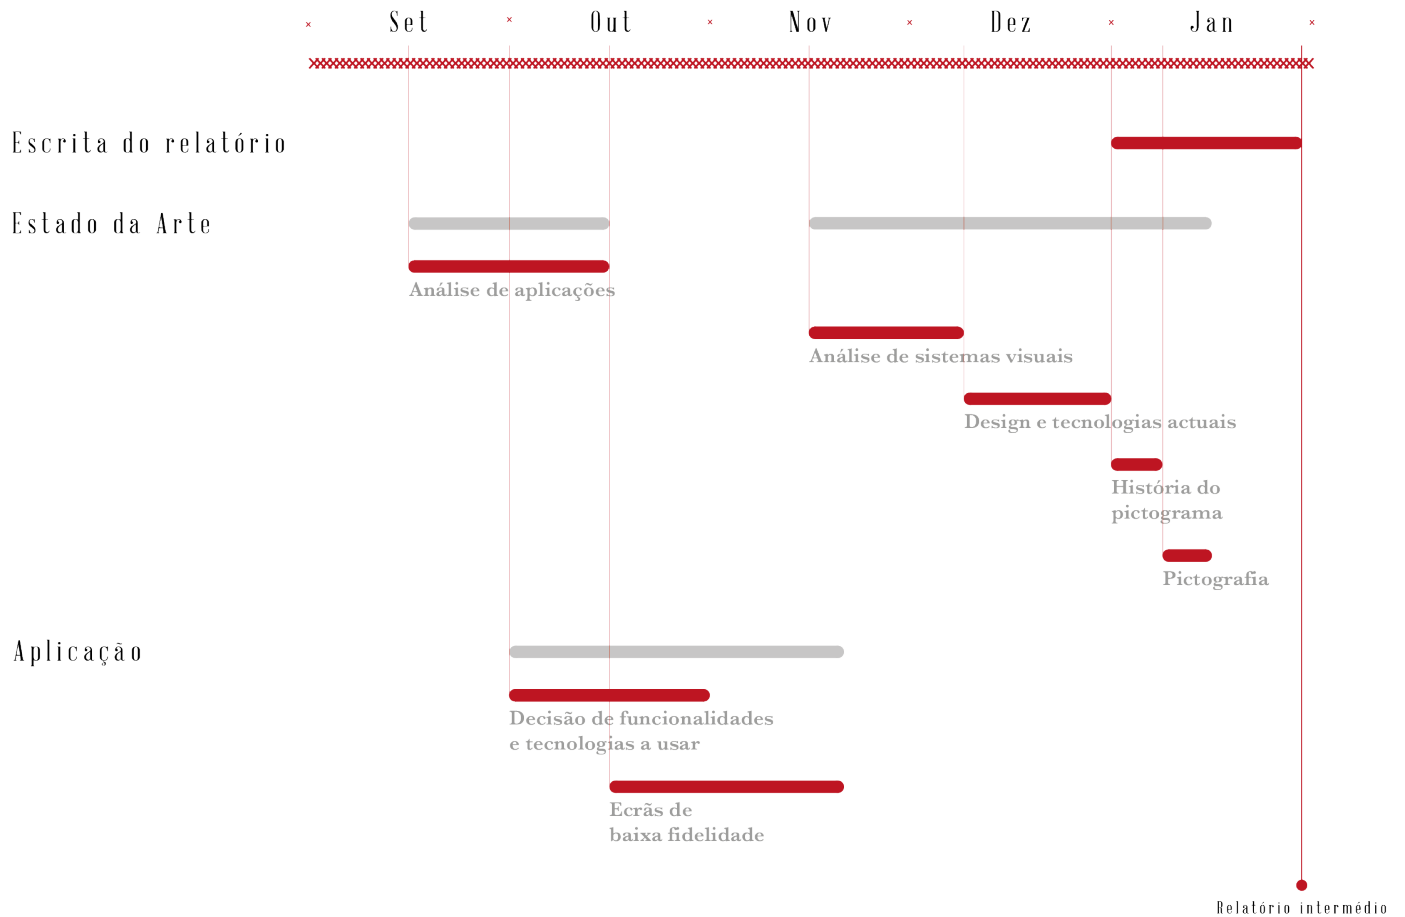 Set Out Nov Dez Jan
Escrita do relatório
Estado da Arte
Análise de aplicações
Análise de sistemas visuais
Design e tecnologias actuais
História do
pictograma
Pictografia
Aplicação
Decisão de funcionalidades
e tecnologias a usar
Ecrãs de
baixa fidelidade
Relatório intermédio